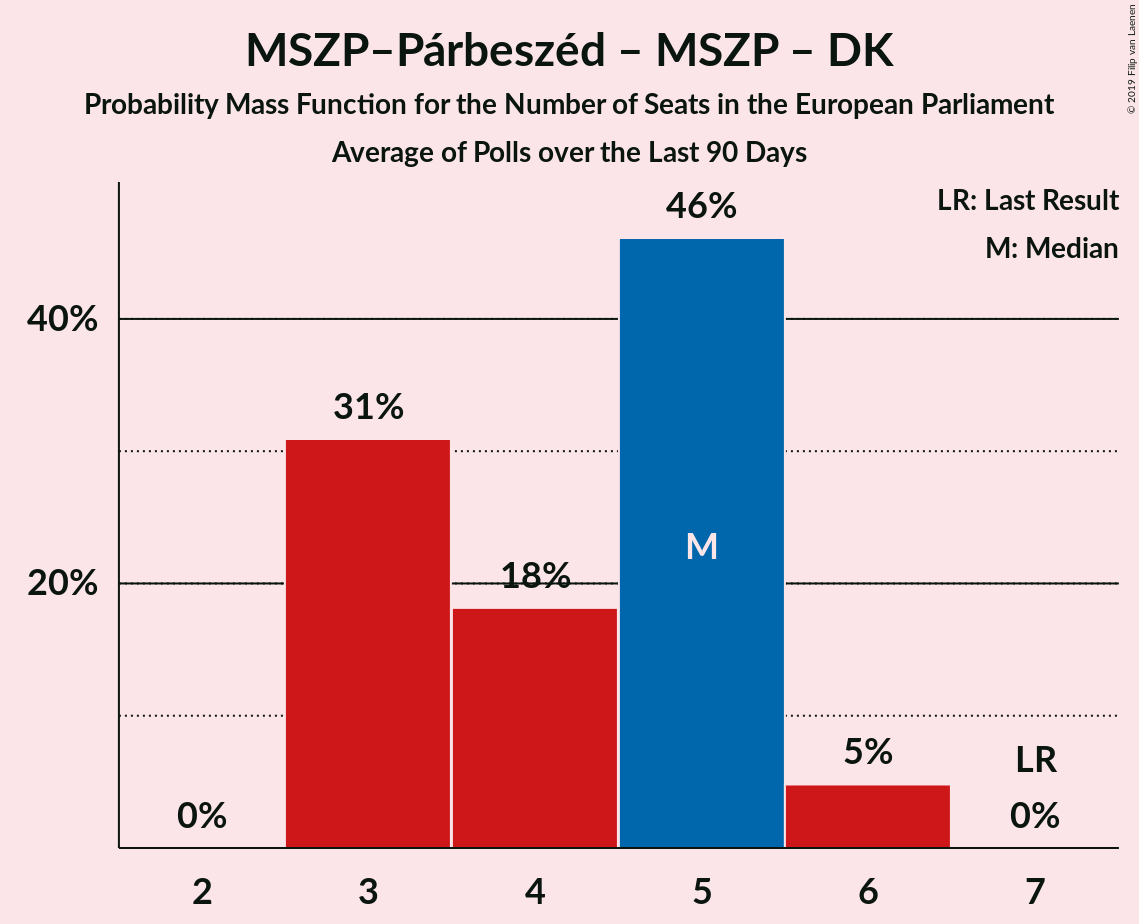 MSZP–Párbeszéd – MSZP – DK
Probability Mass Function for the Number of Seats in the European Parliament
Average of Polls over the Last 90 Days
© 2019 Filip van Laenen
LR: Last Result
M: Median
46%
40%
31%
M
20%
18%
5%
LR
0%
0%
2 3 4 5 6 7